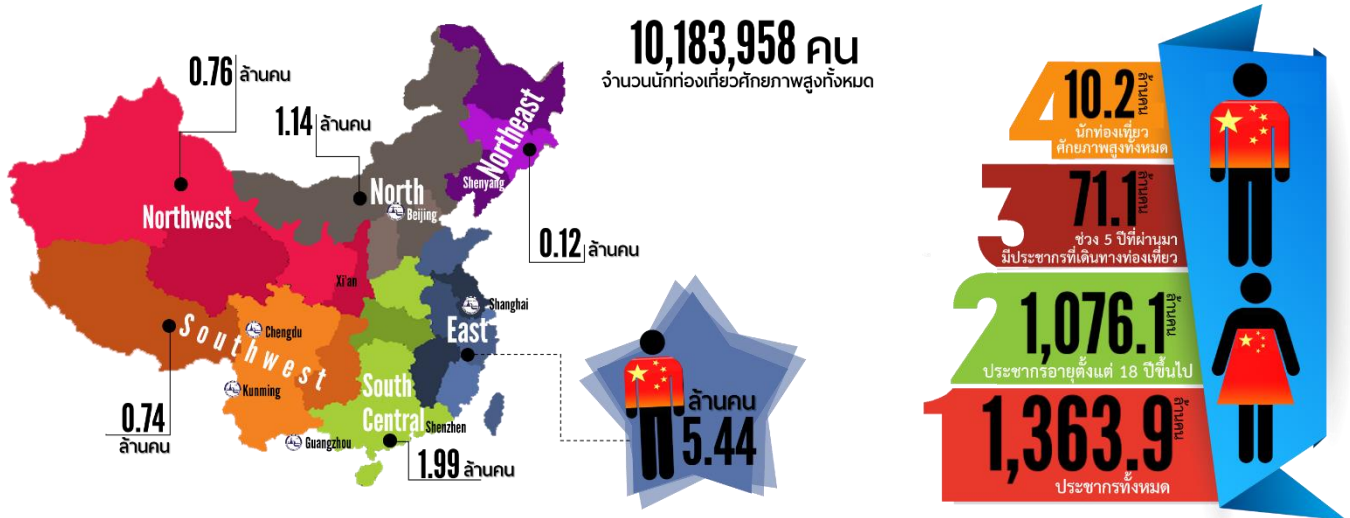 10,183,958 คน
จำนวนนักท่องเที่ยวศักยภาพสูงทั้งหมด
0.76 ล้านคน
1.14 ล้านคน
Northeast
Shenyang
North
Beijing
Northwest
0.12 ล้านคน
Xi'an
Shanghai
Southwest
Chengdu
East
Kunming
South
Central
Shenzhen
Guangzhou
0.74
ล้านคน
1.99 ล้านคน
ล้านคน
5.44
4
10.2 ล้านคน
นักท่องเที่ยว
ศักยภาพสูงทั้งหมด
3
71.1 ล้านคน
ช่วง 5 ปีที่ผ่านมา
มีประชากรที่เดินทางท่องเที่ยว
2
1,076.1 ล้านคน
ประชากรอายุตั้งแต่ 18 ปีขึ้นไป
1
1,363.9 ล้านคน
ประชากรทั้งหมด